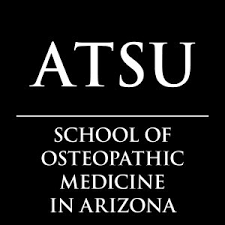 ATSU
SCHOOL OF
OSTEOPATHIC
MEDICINE
IN ARIZONA